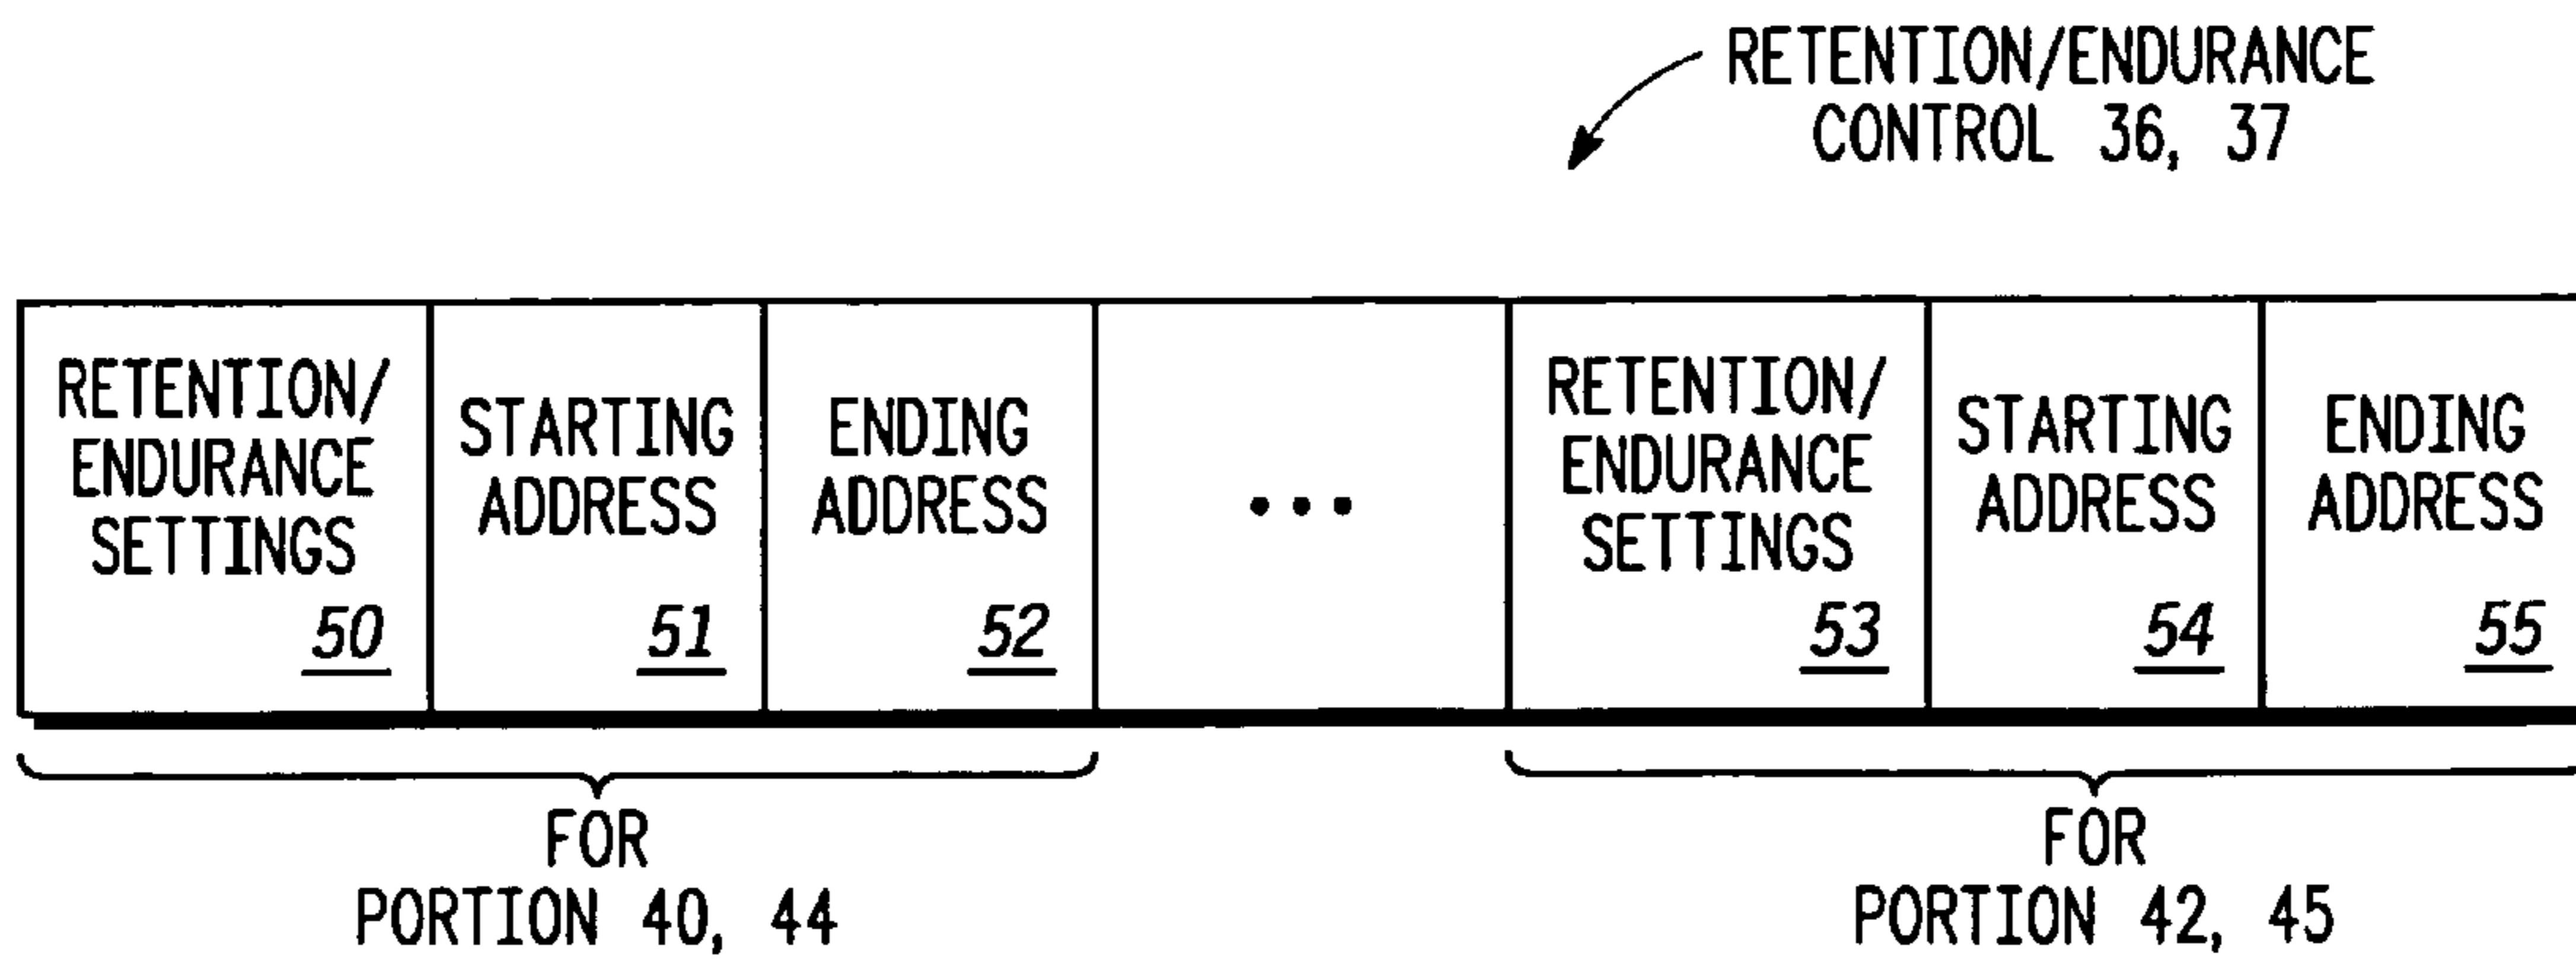 RETENTION/ENDURANCE
CONTROL 36, 37
RETENTION/
ENDURANCE
SETTINGS
50
STARTING
ADDRESS
51
ENDING
ADDRESS
52
...
RETENTION/
ENDURANCE
SETTINGS
53
STARTING
ADDRESS
54
ENDING
ADDRESS
55
FOR
PORTION 40, 44
FOR
PORTION 42, 45